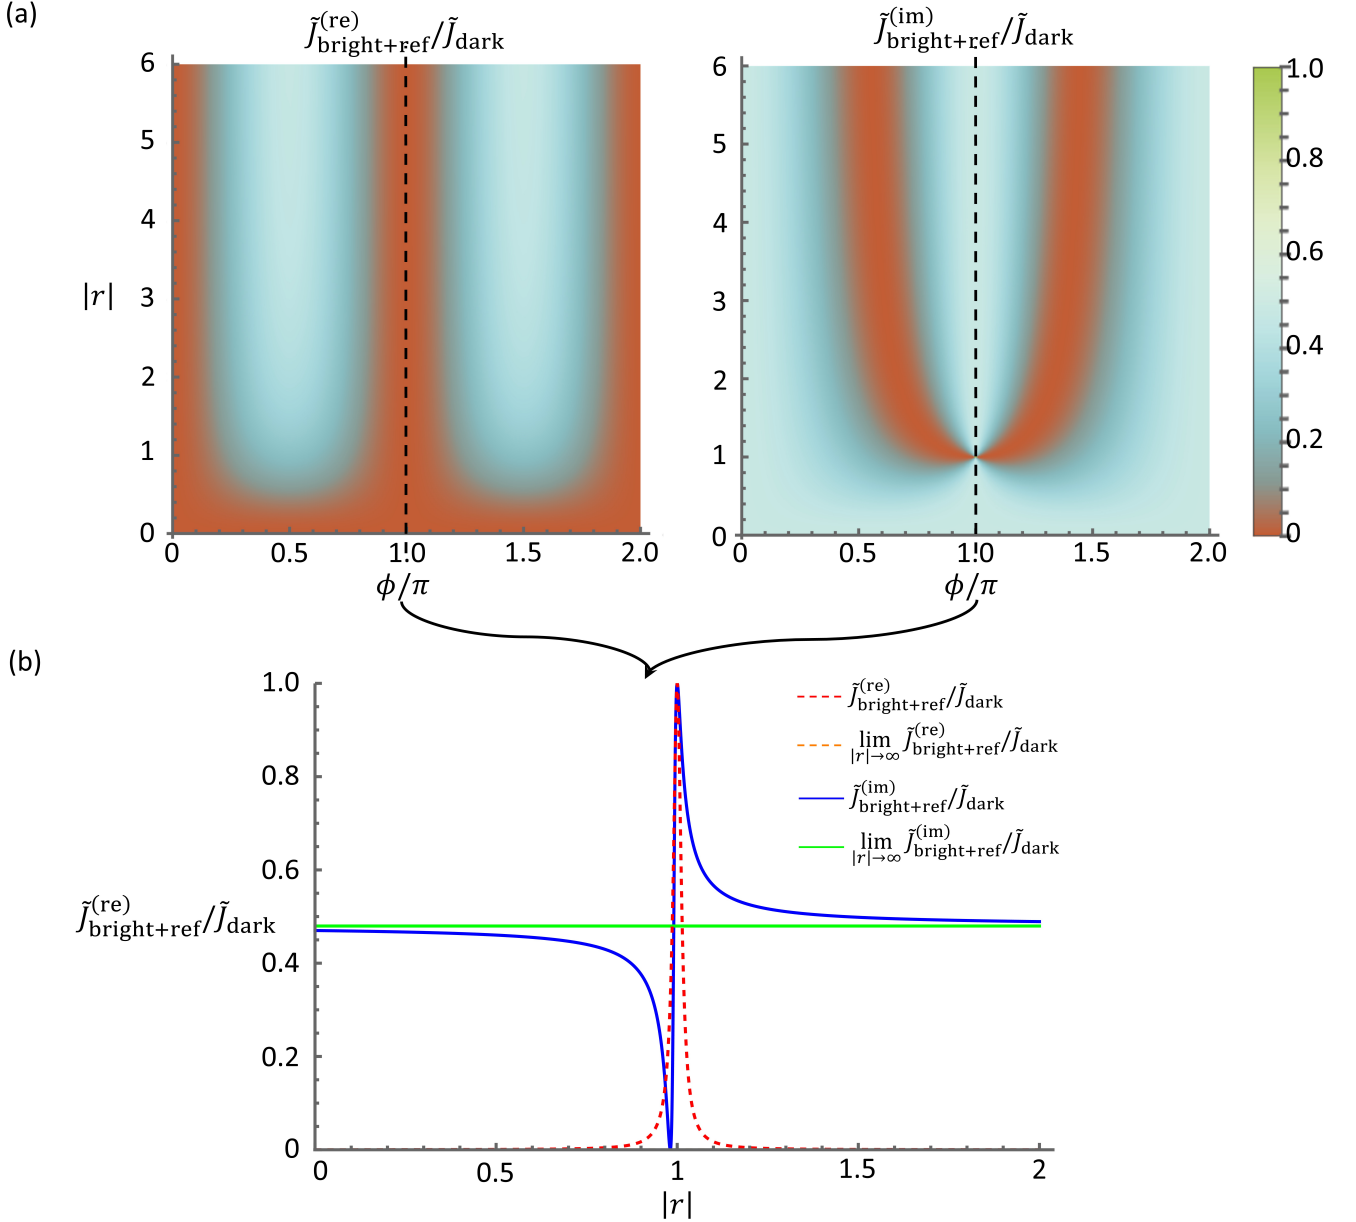 (a)
J̃(re)bright+ref/J̃dark
J̃(im)bright+ref/J̃dark
6
5
4
3
2
1
0
|r|
0 0.5 1.0 1.5 2.0
ϕ/π
6
5
4
3
2
1
0
0 0.5 1.0 1.5 2.0
ϕ/π
1.0
0.8
0.6
0.4
0.2
0
(b)
1.0
0.8
0.6
0.4
0.2
0
J̃(re)bright+ref/J̃dark
0 0.5 1 1.5 2
|r|
J̃(re)bright+ref/J̃dark
lim|r|→∞ J̃(re)bright+ref/J̃dark
J̃(im)bright+ref/J̃dark
lim|r|→∞ J̃(im)bright+ref/J̃dark